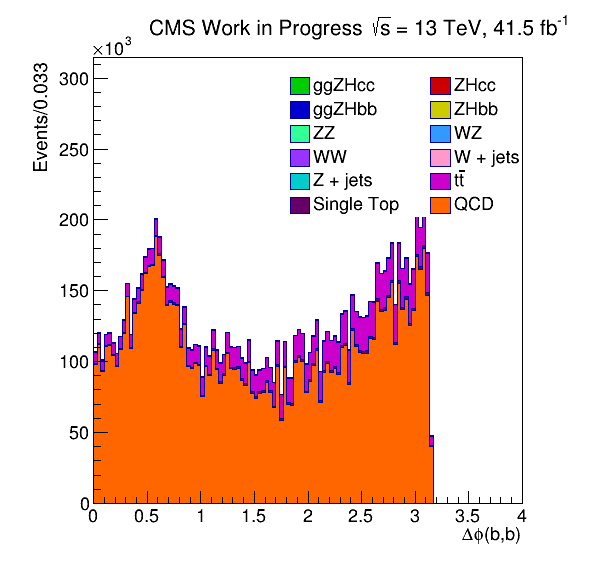 CMS Work in Progress √s = 13 TeV, 41.5 fb⁻¹
×10³
Events/0.033
300
250
200
150
100
50
0
ggZHcc ZHcc
ggZHbb ZHbb
ZZ WZ
WW W + jets
Z + jets tt̄
Single Top QCD
0 0.5 1 1.5 2 2.5 3 3.5 4
Δϕ(b,b)